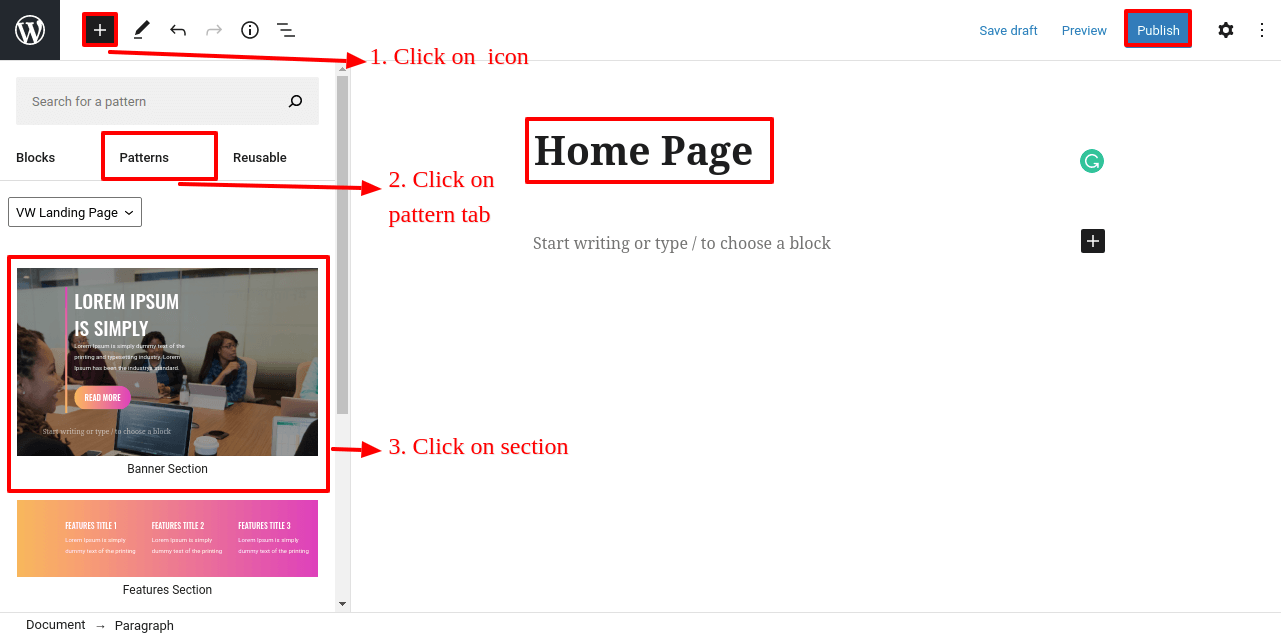 Save draft
Preview
Publish
1. Click on  icon
Search for a pattern
Blocks
Patterns
Reusable
2. Click on
pattern tab
VW Landing Page
Home Page
Start writing or type / to choose a block
LOREM IPSUM
IS SIMPLY
Lorem Ipsum is simply dummy text of the
printing and typesetting industry. Lorem
Ipsum has been the industrys standard.
READ MORE
Start writing or type / to choose a block
Banner Section
3. Click on section
FEATURES TITLE 1
Lorem Ipsum is simply
dummy text of the printing
FEATURES TITLE 2
Lorem Ipsum is simply
dummy text of the printing
FEATURES TITLE 3
Lorem Ipsum is simply
dummy text of the printing
Features Section
Document → Paragraph